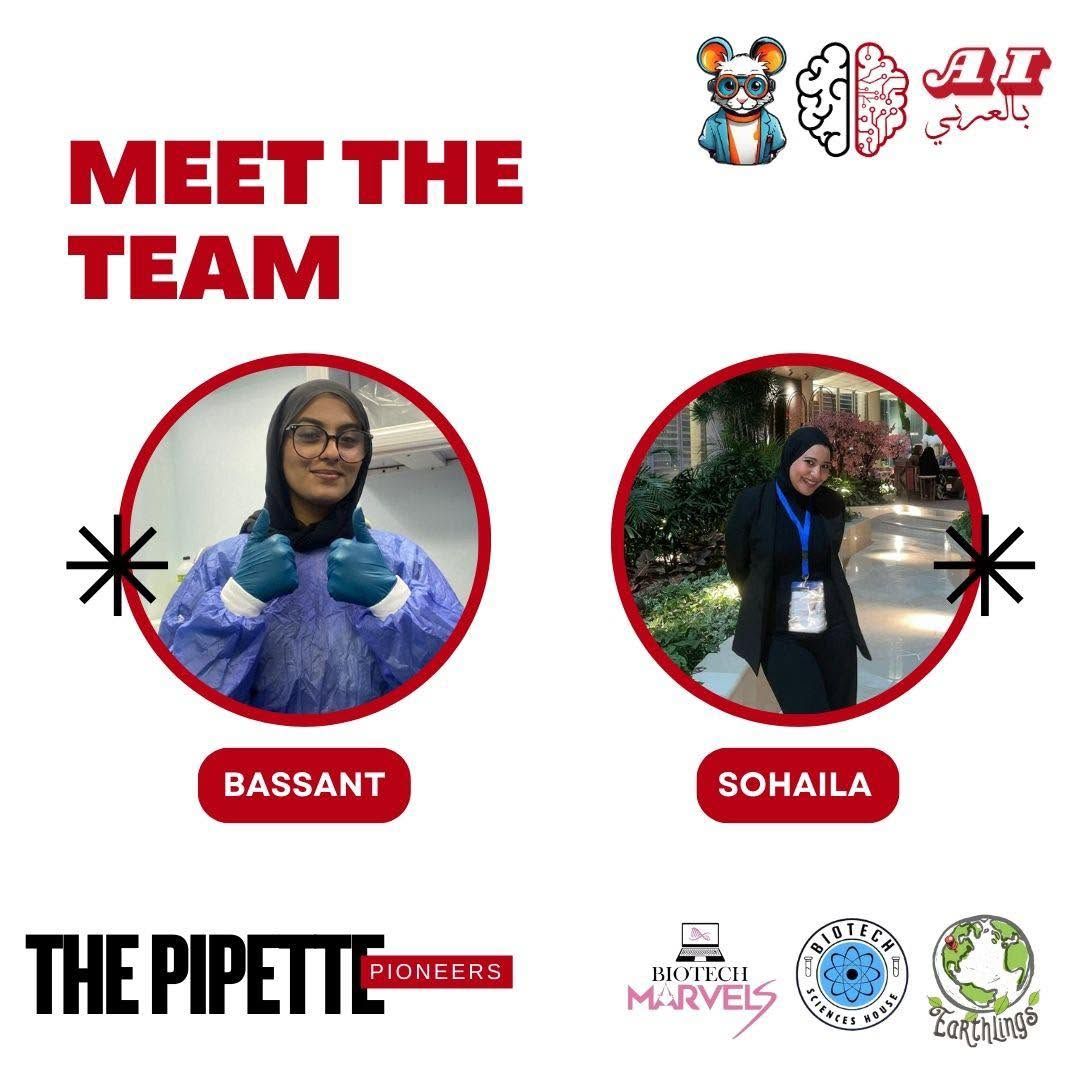 AI
بالعربي
MEET THE
TEAM
BASSANT
SOHAILA
THE PIPETTE
PIONEERS
BIOTECH
MARVELS
BIOTECH
SCIENCES HOUSE
EARTHLINGS